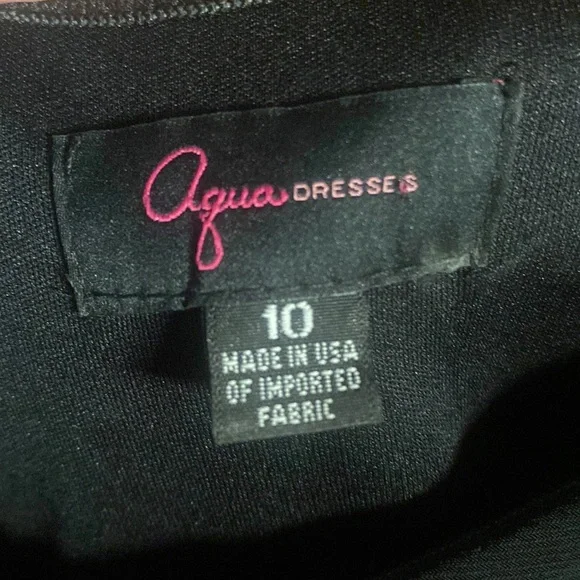 Aqua DRESSES
10
MADE IN USA
OF IMPORTED
FABRIC